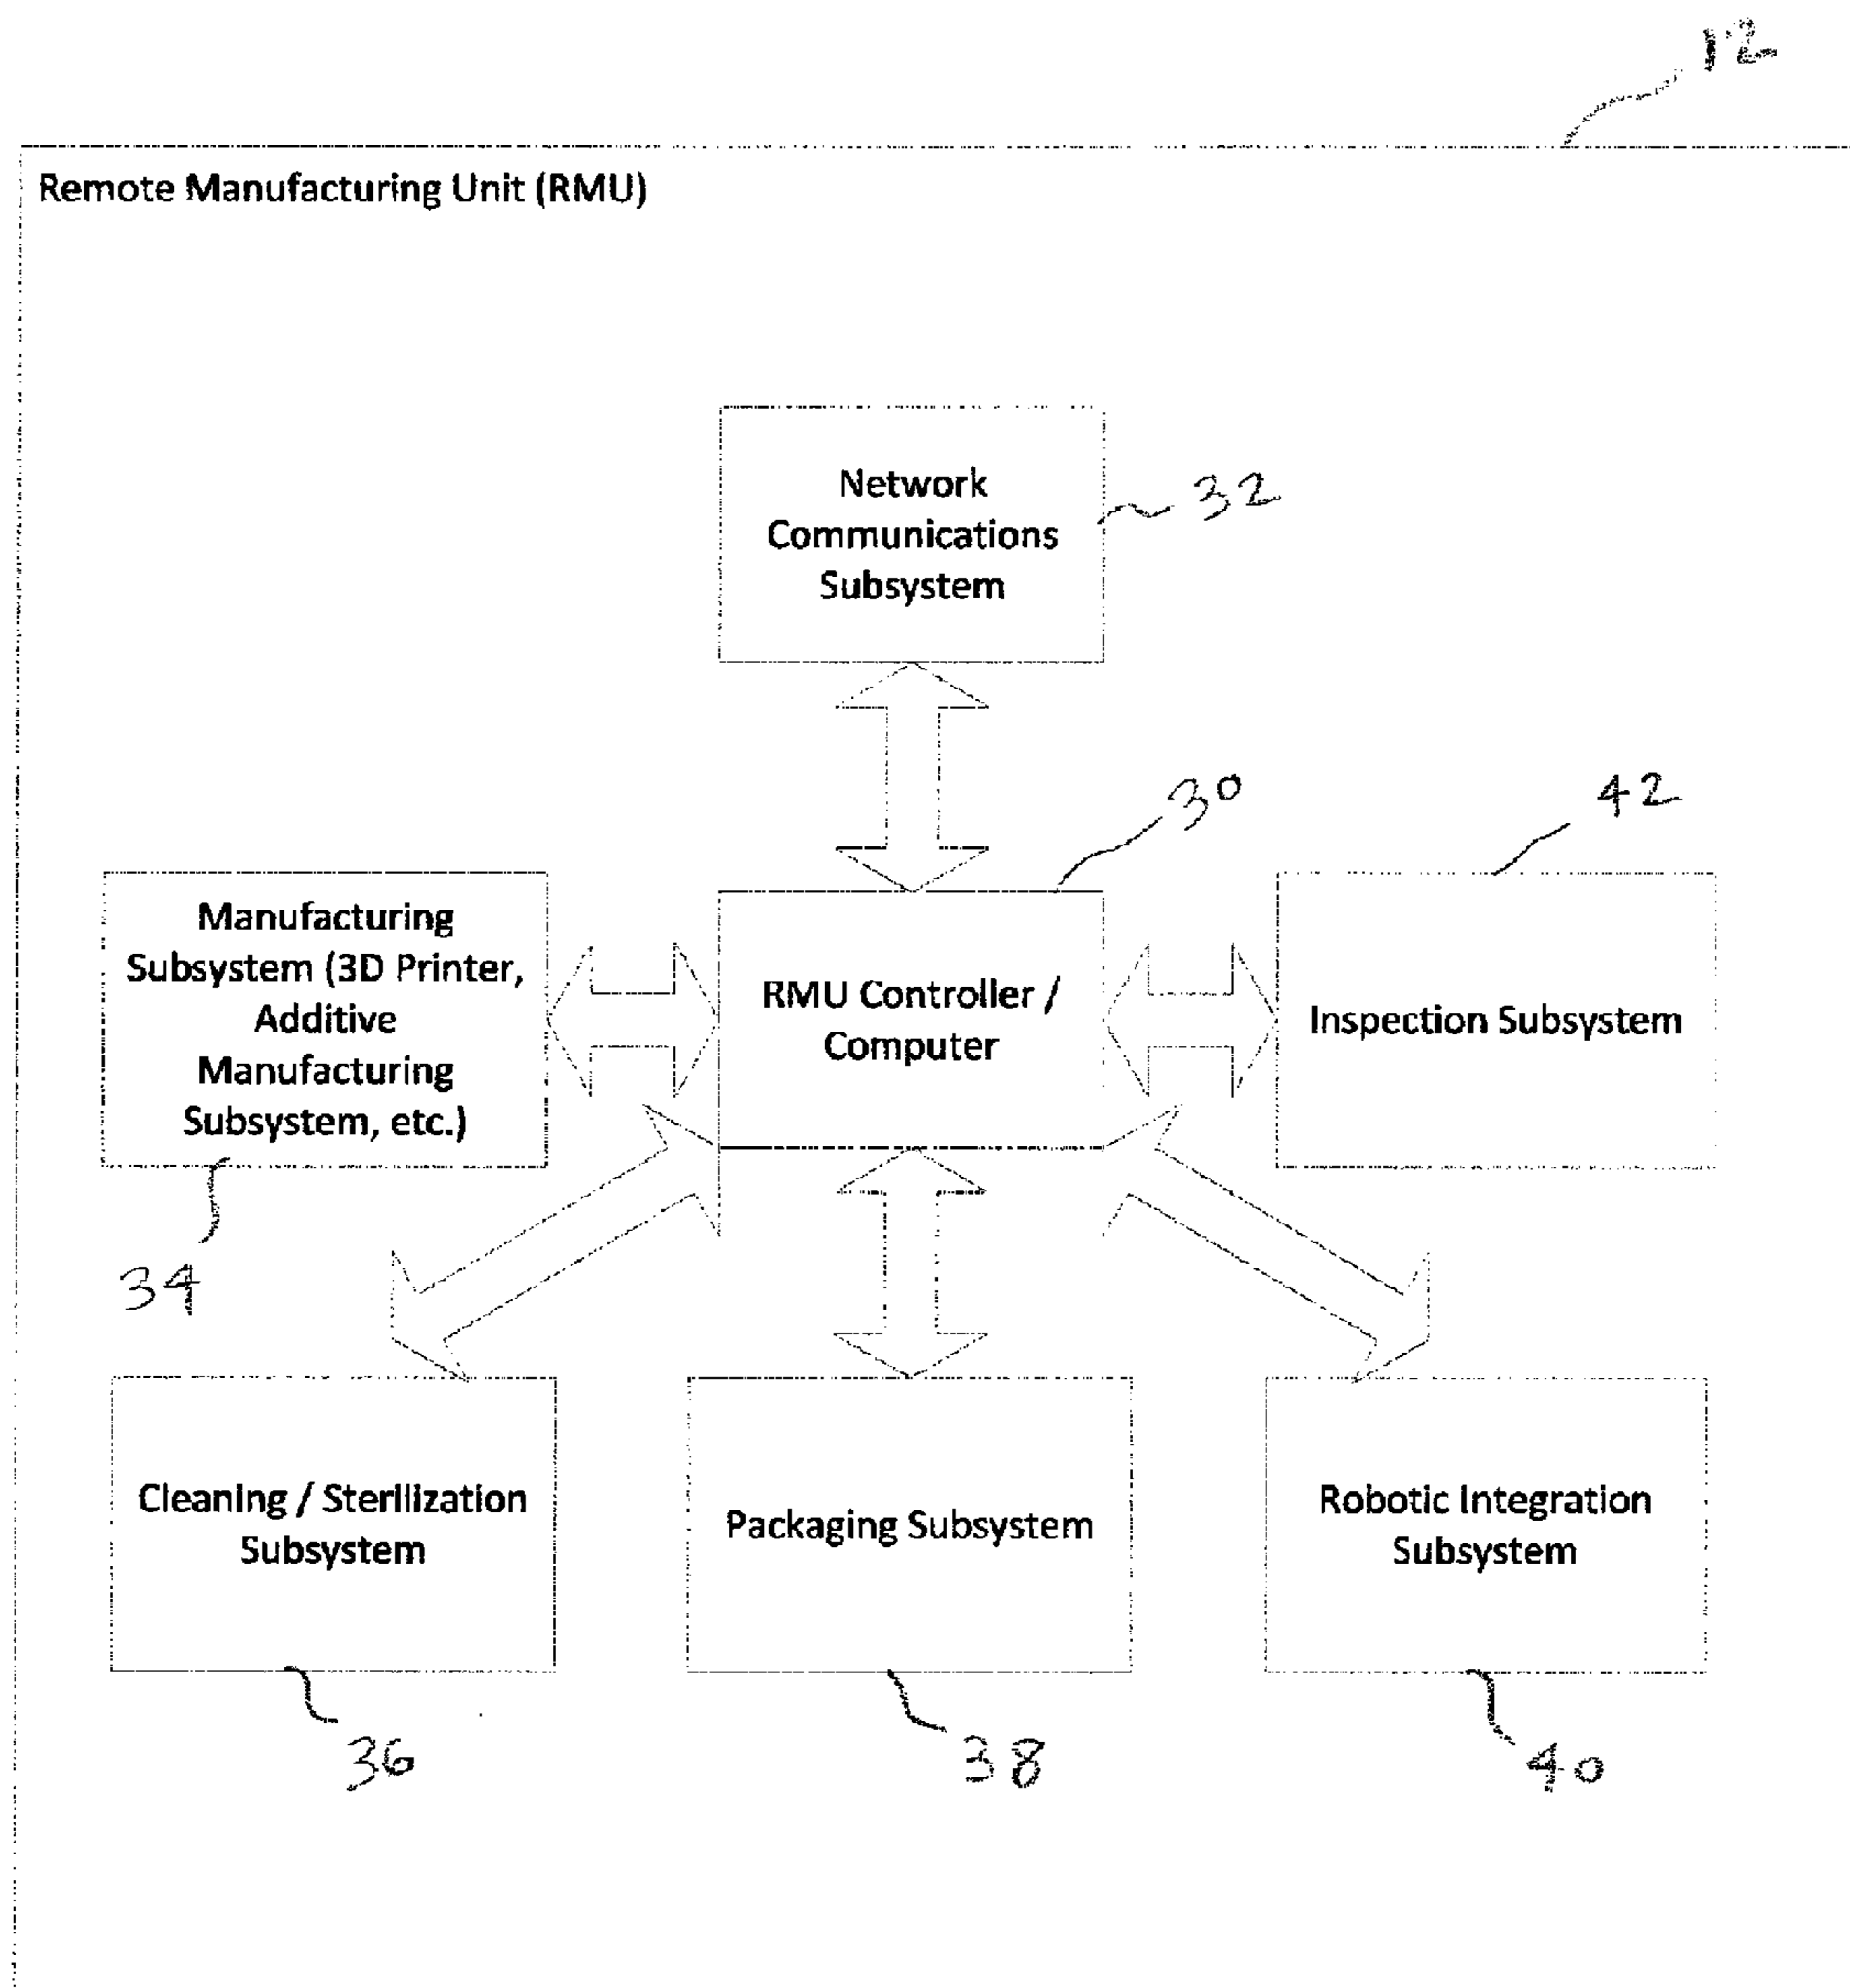 12
Remote Manufacturing Unit (RMU)
Network
Communications
Subsystem
32
30
42
Manufacturing
Subsystem (3D Printer,
Additive
Manufacturing
Subsystem, etc.)
RMU Controller /
Computer
Inspection Subsystem
34
Cleaning / Sterilization
Subsystem
Packaging Subsystem
Robotic Integration
Subsystem
36
38
40